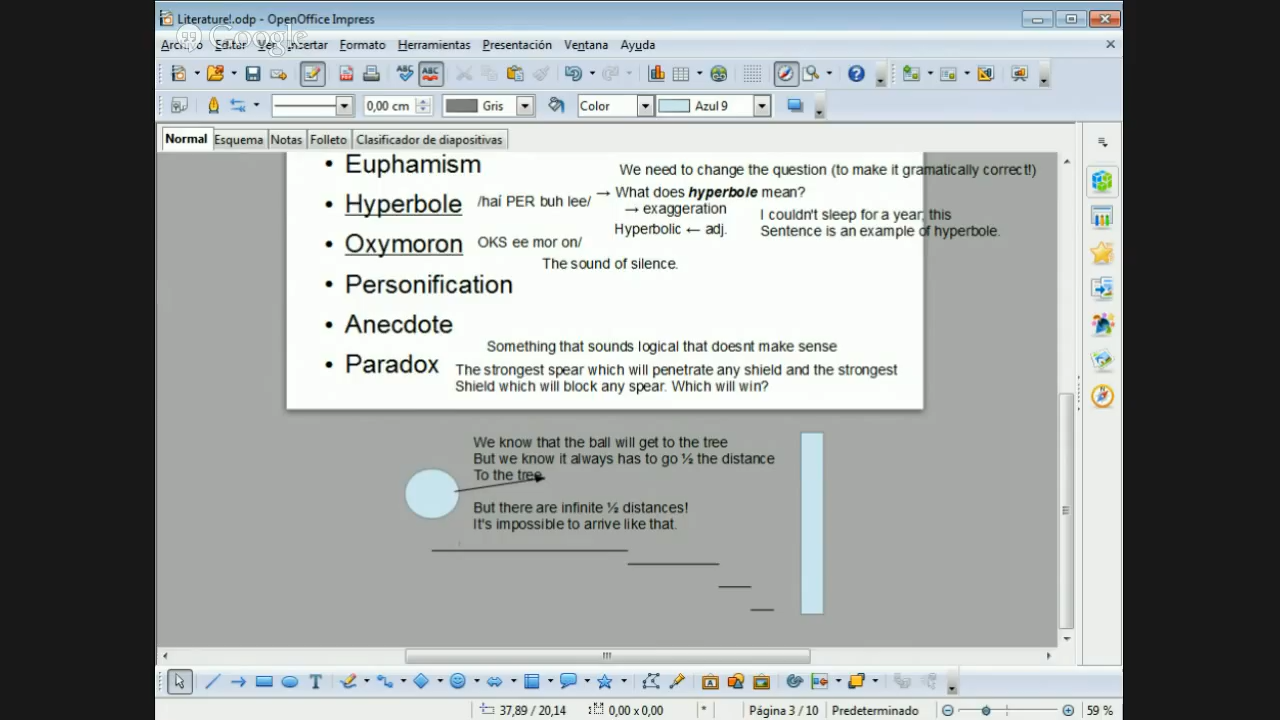 Literature!.odp - OpenOffice Impress
Google
Archivo Editar Ver Insertar Formato Herramientas Presentación Ventana Ayuda
0,00 cm Gris Color Azul 9
Normal Esquema Notas Folleto Clasificador de diapositivas
• Euphamism
We need to change the question (to make it gramatically correct!)
• Hyperbole /haí PER buh lee/ → What does hyperbole mean?
→ exaggeration
I couldn't sleep for a year, this
Hyperbolic ← adj.
Sentence is an example of hyperbole.
• Oxymoron OKS ee mor on/
The sound of silence.
• Personification
• Anecdote
Something that sounds logical that doesnt make sense
• Paradox
The strongest spear which will penetrate any shield and the strongest
Shield which will block any spear. Which will win?
We know that the ball will get to the tree
But we know it always has to go ½ the distance
To the tree
But there are infinite ½ distances!
It's impossible to arrive like that.
37,89 / 20,14 0,00 x 0,00 * Página 3 / 10 Predeterminado 59 %